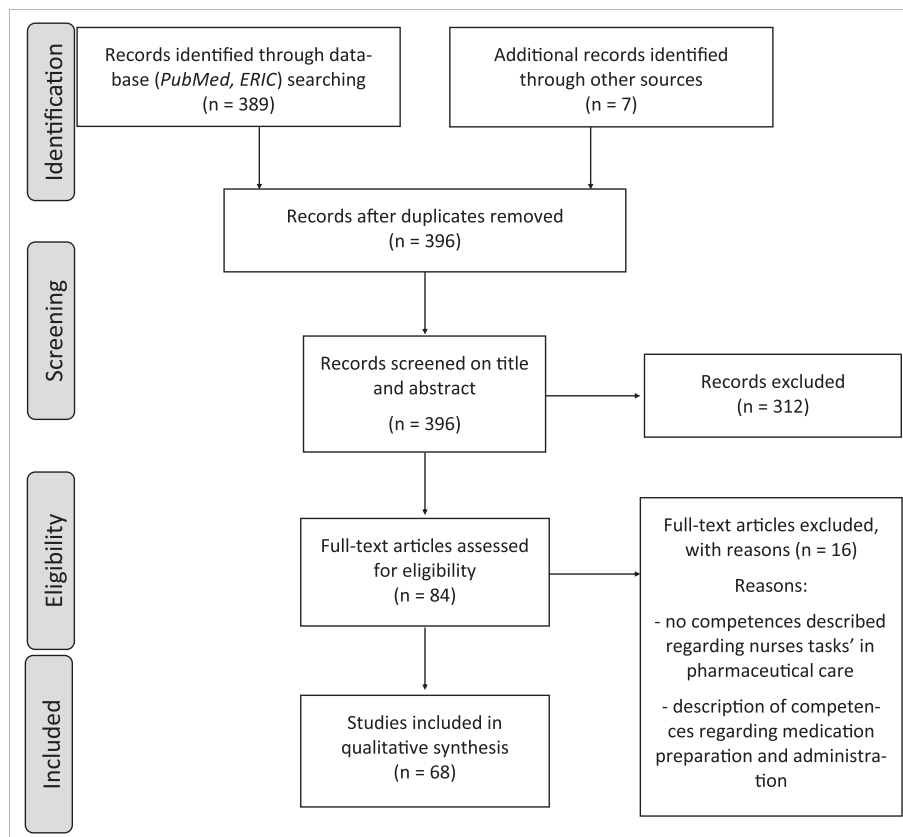 Identification
Records identified through data-
base (PubMed, ERIC) searching
(n = 389)
Additional records identified
through other sources
(n = 7)
Records after duplicates removed
(n = 396)
Screening
Records screened on title
and abstract
(n = 396)
Records excluded
(n = 312)
Eligibility
Full-text articles assessed
for eligibility
(n = 84)
Full-text articles excluded,
with reasons (n = 16)
Reasons:
- no competences described
regarding nurses tasks’ in
pharmaceutical care
- description of competen-
ces regarding medication
preparation and administra-
tion
Included
Studies included in
qualitative synthesis
(n = 68)